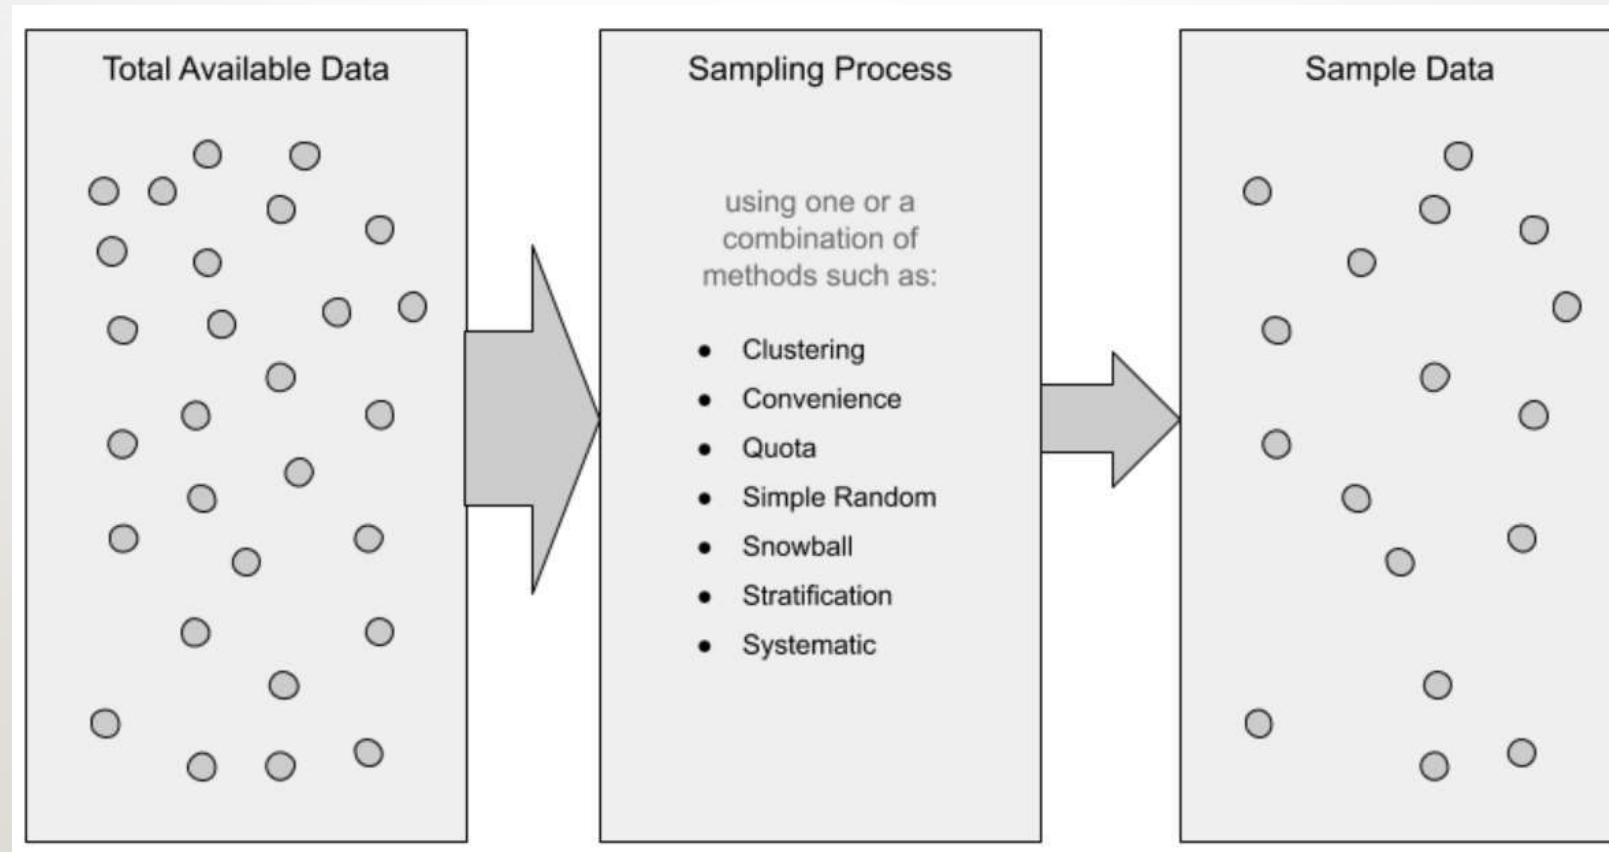 Total Available Data
Sampling Process
using one or a
combination of
methods such as:
● Clustering
● Convenience
● Quota
● Simple Random
● Snowball
● Stratification
● Systematic
Sample Data